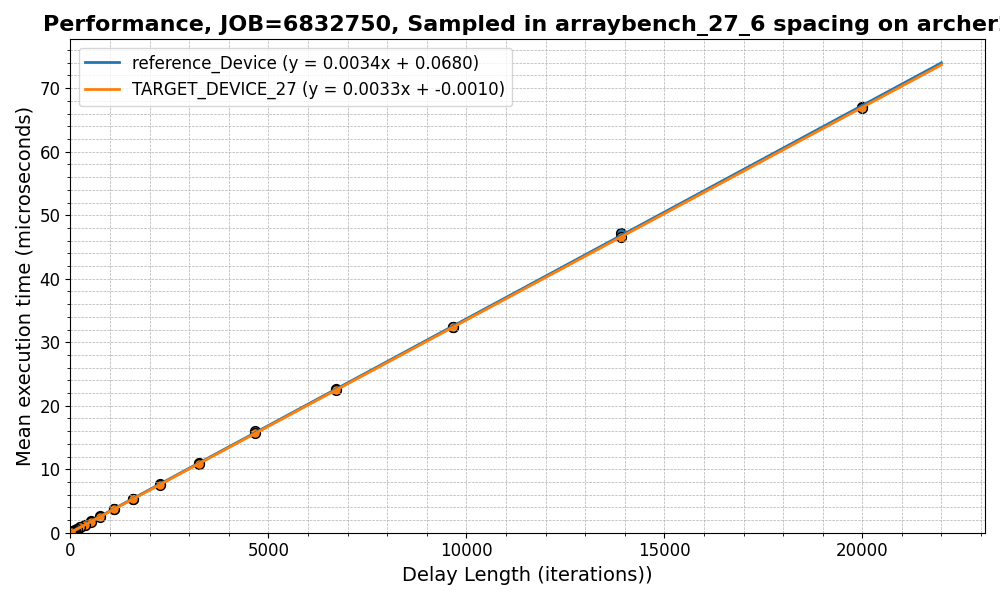 Performance, JOB=6832750, Sampled in arraybench_27_6 spacing on archer
reference_Device (y = 0.0034x + 0.0680)
TARGET_DEVICE_27 (y = 0.0033x + -0.0010)
Mean execution time (microseconds)
70
60
50
40
30
20
10
0
0 5000 10000 15000 20000
Delay Length (iterations))